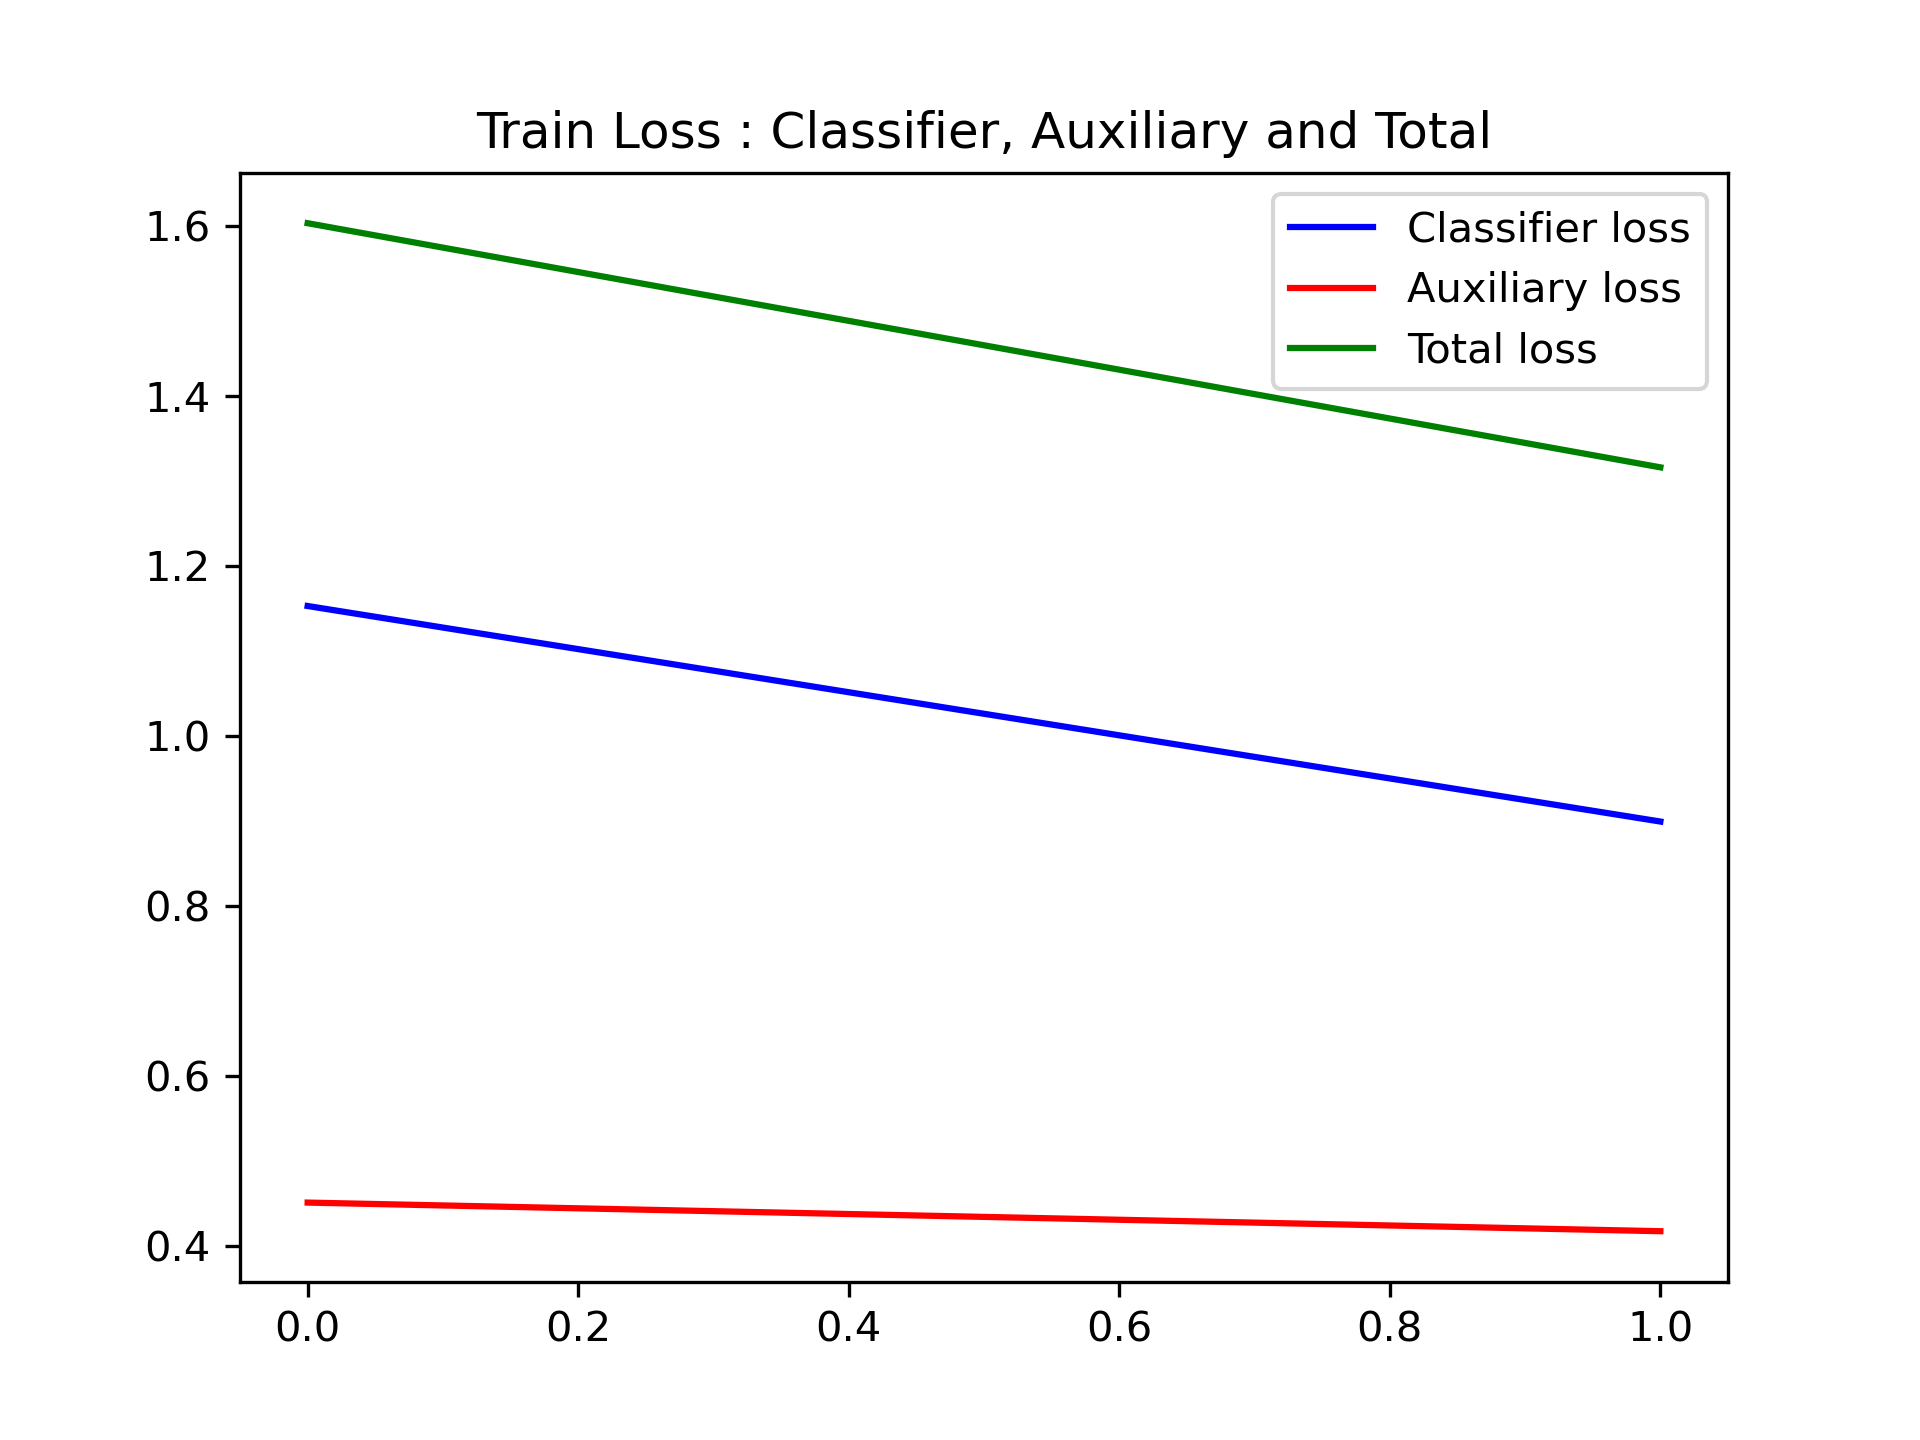 Train Loss : Classifier, Auxiliary and Total
Classifier loss
Auxiliary loss
Total loss
1.6
1.4
1.2
1.0
0.8
0.6
0.4
0.0 0.2 0.4 0.6 0.8 1.0